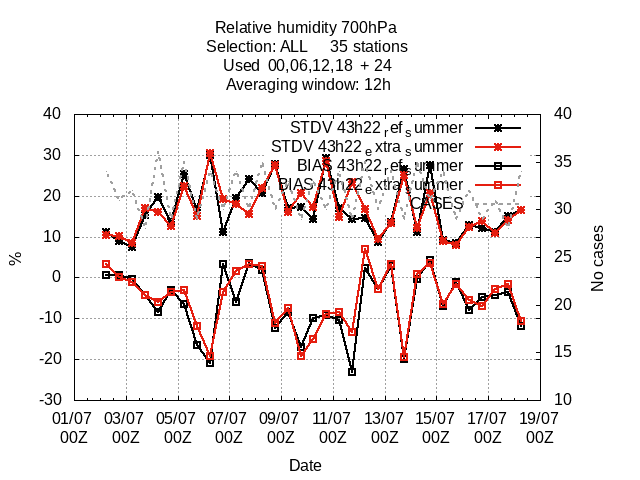 Relative humidity 700hPa
Selection: ALL 35 stations
Used 00,06,12,18 + 24
Averaging window: 12h
STDV 43h22 ref summer
STDV 43h22 extra summer
BIAS 43h22 ref summer
BIAS 43h22 extra summer
CASES
40
30
20
10
0
-10
-20
-30
%
40
35
30
25
20
15
10
No cases
01/07 03/07 05/07 07/07 09/07 11/07 13/07 15/07 17/07 19/07
00Z 00Z 00Z 00Z 00Z 00Z 00Z 00Z 00Z 00Z
Date